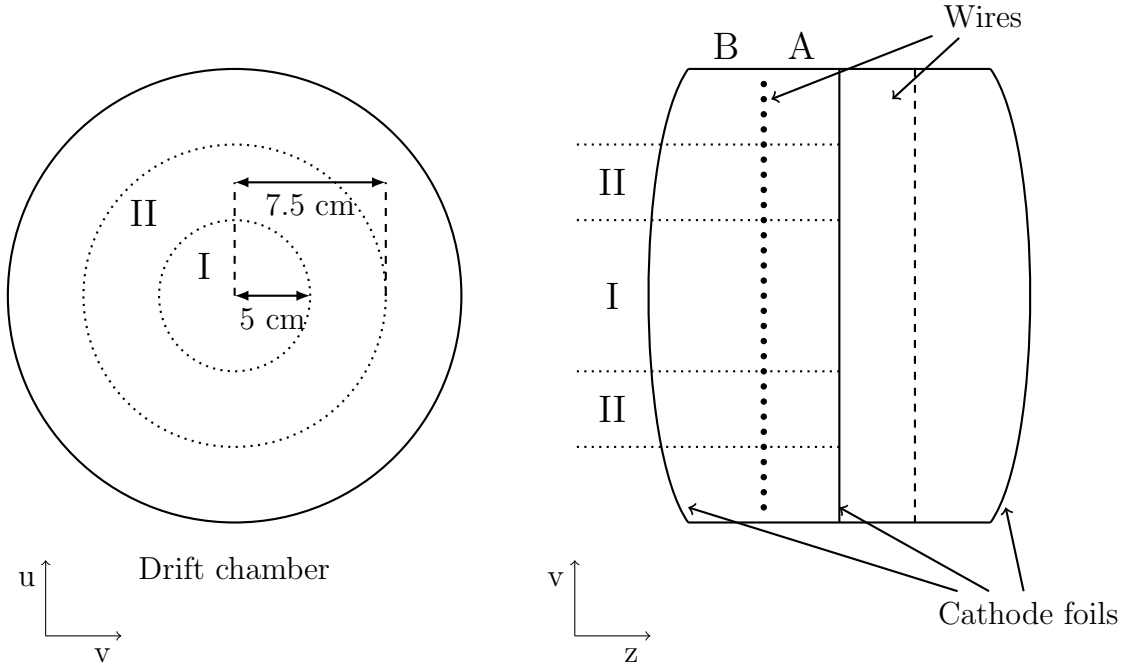 Wires
B
A
II
7.5 cm
I
5 cm
II
I
II
Drift chamber
u
v
v
z
Cathode foils